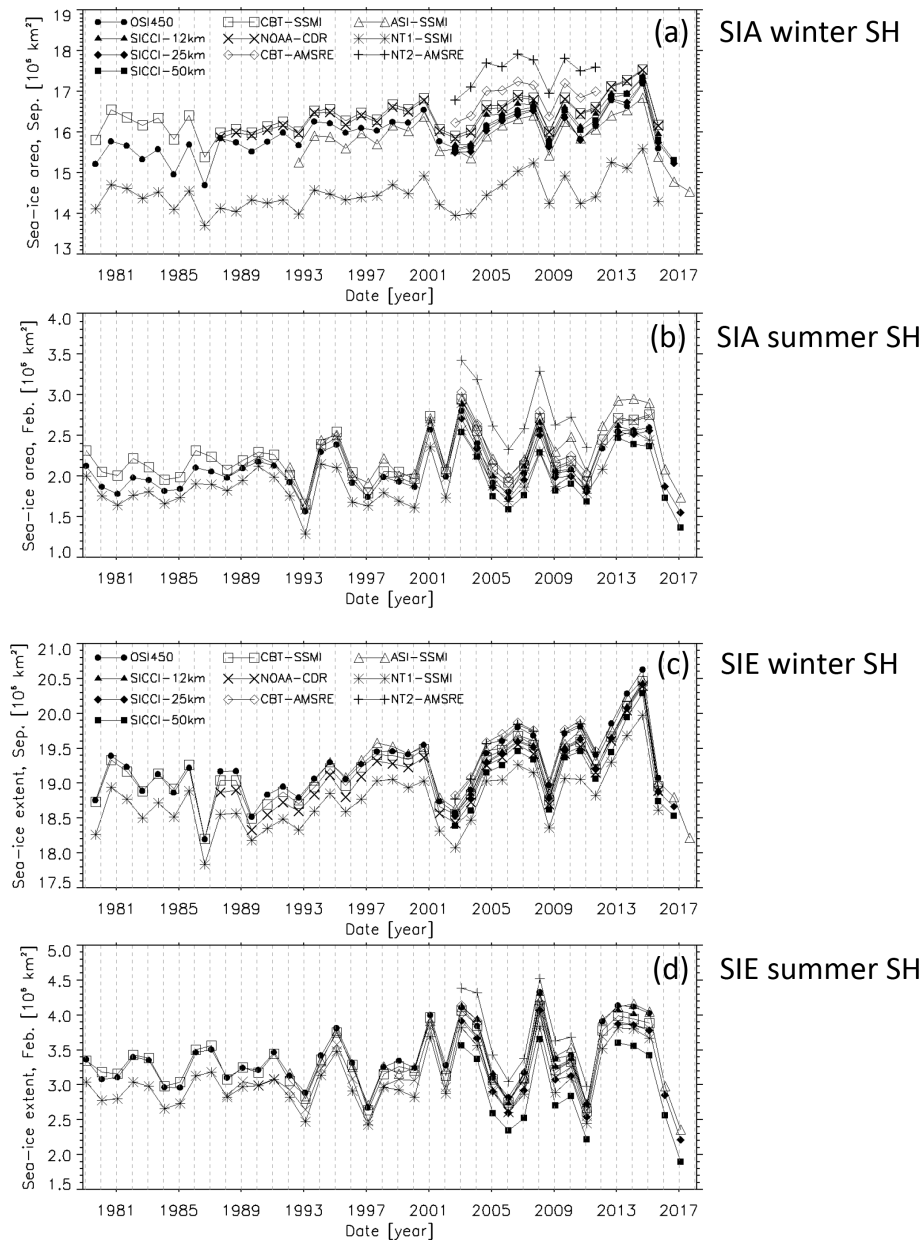 (a) SIA winter SH
OSI450 CBT-SSMI ASI-SSMI
SICCI-12km NOAA-CDR NT1-SSMI
SICCI-25km CBT-AMSRE NT2-AMSRE
SICCI-50km
Sea-ice area, Sep. [10⁶ km²]
19
18
17
16
15
14
13
1981 1985 1989 1993 1997 2001 2005 2009 2013 2017
Date [year]
(b) SIA summer SH
Sea-ice area, Feb. [10⁶ km²]
4.0
3.5
3.0
2.5
2.0
1.5
1.0
1981 1985 1989 1993 1997 2001 2005 2009 2013 2017
Date [year]
(c) SIE winter SH
OSI450 CBT-SSMI ASI-SSMI
SICCI-12km NOAA-CDR NT1-SSMI
SICCI-25km CBT-AMSRE NT2-AMSRE
SICCI-50km
Sea-ice extent, Sep. [10⁶ km²]
21.0
20.5
20.0
19.5
19.0
18.5
18.0
17.5
1981 1985 1989 1993 1997 2001 2005 2009 2013 2017
Date [year]
(d) SIE summer SH
Sea-ice extent, Feb. [10⁶ km²]
5.0
4.5
4.0
3.5
3.0
2.5
2.0
1.5
1981 1985 1989 1993 1997 2001 2005 2009 2013 2017
Date [year]